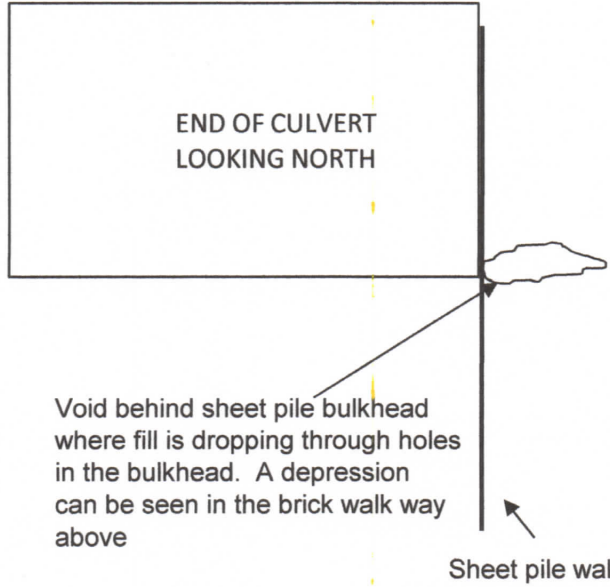 END OF CULVERT
LOOKING NORTH
Void behind sheet pile bulkhead
where fill is dropping through holes
in the bulkhead. A depression
can be seen in the brick walk way
above
Sheet pile wal